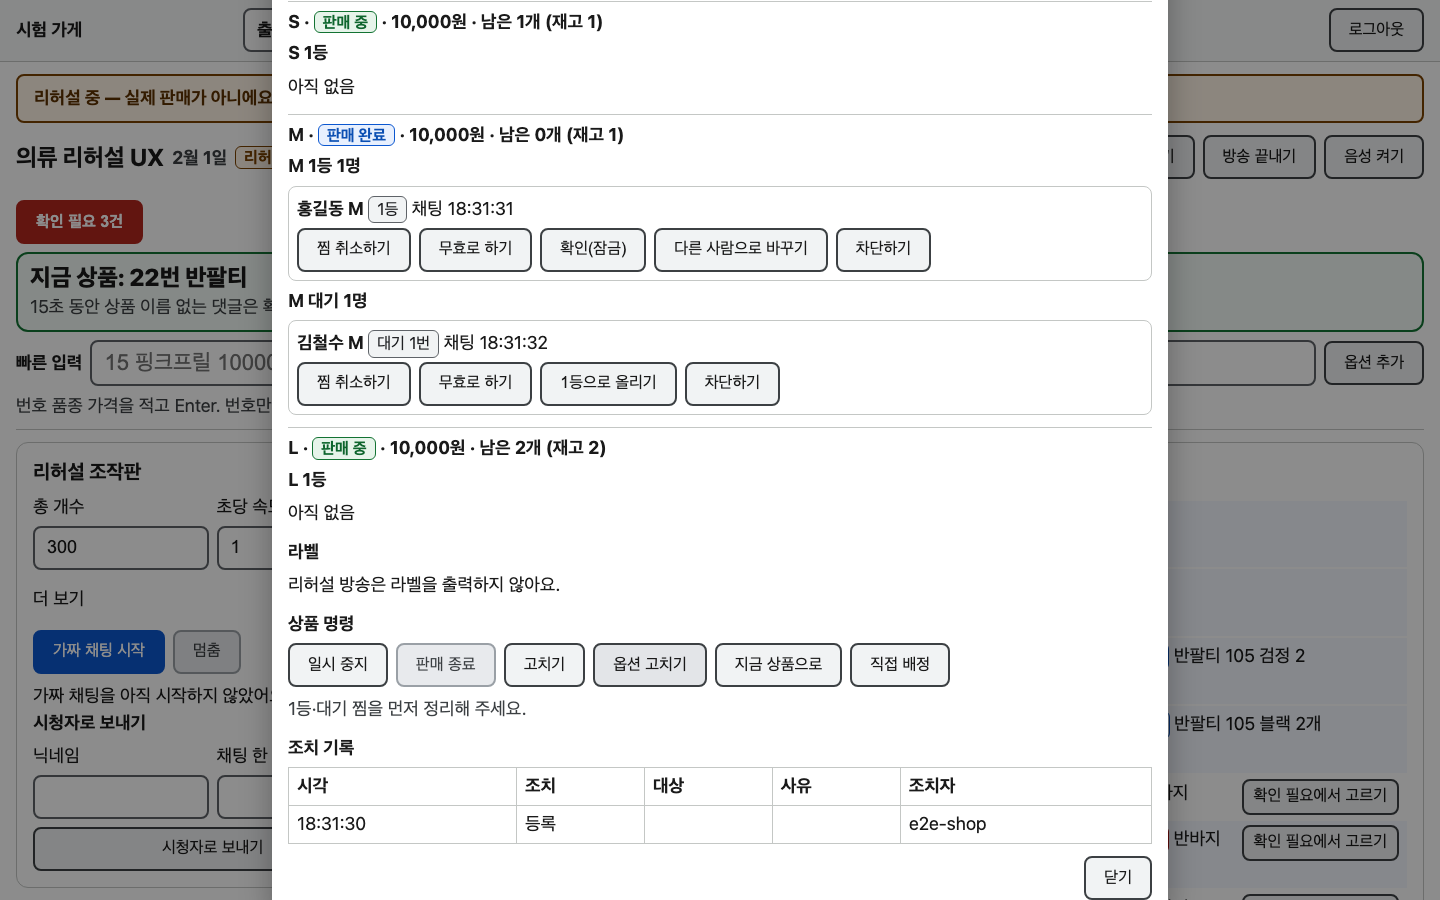 시험 가게
출
로그아웃
리허설 중 — 실제 판매가 아니에요
의류 리허설 UX 2월 1일 리허
방송 끝내기
음성 켜기
확인 필요 3건
지금 상품: 22번 반팔티
15초 동안 상품 이름 없는 댓글은 확
빠른 입력
15 핑크프릴 10000
옵션 추가
번호 품종 가격을 적고 Enter. 번호만
리허설 조작판
총 개수
초당 속도
300
1
더 보기
가짜 채팅 시작
멈춤
가짜 채팅을 아직 시작하지 않았어
시청자로 보내기
닉네임
채팅 한
시청자로 보내기
S · 판매 중 · 10,000원 · 남은 1개 (재고 1)
S 1등
아직 없음
M · 판매 완료 · 10,000원 · 남은 0개 (재고 1)
M 1등 1명
홍길동 M 1등 채팅 18:31:31
찜 취소하기
무효로 하기
확인(잠금)
다른 사람으로 바꾸기
차단하기
M 대기 1명
김철수 M 대기 1번 채팅 18:31:32
찜 취소하기
무효로 하기
1등으로 올리기
차단하기
L · 판매 중 · 10,000원 · 남은 2개 (재고 2)
L 1등
아직 없음
라벨
리허설 방송은 라벨을 출력하지 않아요.
상품 명령
일시 중지
판매 종료
고치기
옵션 고치기
지금 상품으로
직접 배정
1등·대기 찜을 먼저 정리해 주세요.
조치 기록
시각 조치 대상 사유 조치자
18:31:30 등록 e2e-shop
닫기
반팔티 105 검정 2
반팔티 105 블랙 2개
바지
확인 필요에서 고르기
반바지
확인 필요에서 고르기